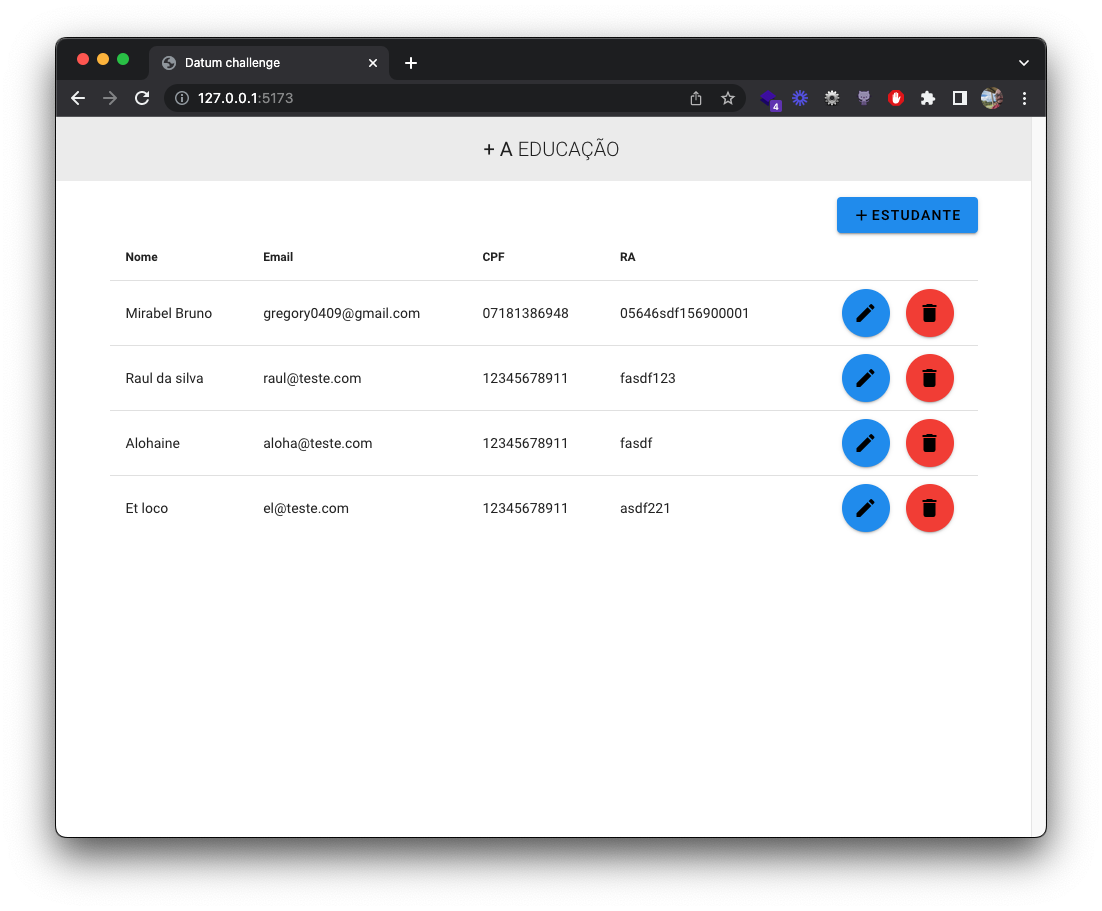 Datum challenge
127.0.0.1:5173
4
+ A EDUCAÇÃO
+ ESTUDANTE
Nome Email CPF RA
Mirabel Bruno gregory0409@gmail.com 07181386948 05646sdf156900001
Raul da silva raul@teste.com 12345678911 fasdf123
Alohaine aloha@teste.com 12345678911 fasdf
Et loco el@teste.com 12345678911 asdf221